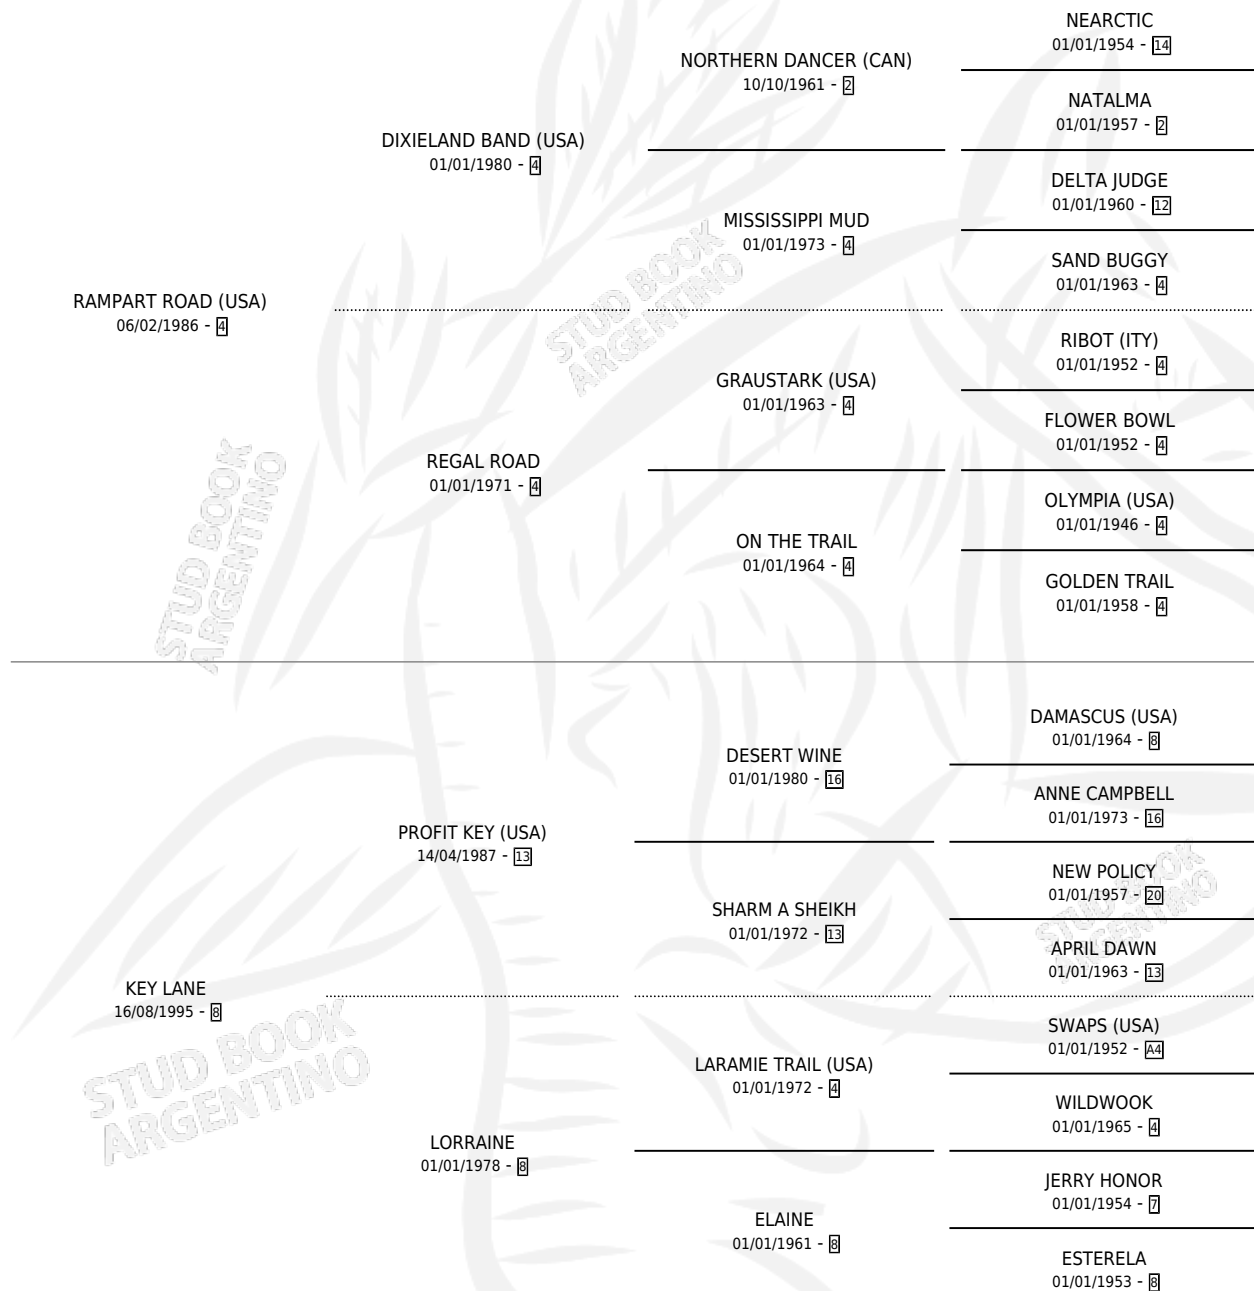 NEARCTIC
01/01/1954 - 14
NORTHERN DANCER (CAN)
10/10/1961 - 2
NATALMA
01/01/1957 - 2
DIXIELAND BAND (USA)
01/01/1980 - 4
DELTA JUDGE
01/01/1960 - 12
MISSISSIPPI MUD
01/01/1973 - 4
SAND BUGGY
01/01/1963 - 4
RAMPART ROAD (USA)
06/02/1986 - 4
RIBOT (ITY)
01/01/1952 - 4
GRAUSTARK (USA)
01/01/1963 - 4
FLOWER BOWL
01/01/1952 - 4
REGAL ROAD
01/01/1971 - 4
OLYMPIA (USA)
01/01/1946 - 4
ON THE TRAIL
01/01/1964 - 4
GOLDEN TRAIL
01/01/1958 - 4
DAMASCUS (USA)
01/01/1964 - 8
DESERT WINE
01/01/1980 - 16
ANNE CAMPBELL
01/01/1973 - 16
PROFIT KEY (USA)
14/04/1987 - 13
NEW POLICY
01/01/1957 - 20
SHARM A SHEIKH
01/01/1972 - 13
APRIL DAWN
01/01/1963 - 13
KEY LANE
16/08/1995 - 8
SWAPS (USA)
01/01/1952 - A4
LARAMIE TRAIL (USA)
01/01/1972 - 4
WILDWOOK
01/01/1965 - 4
LORRAINE
01/01/1978 - 8
JERRY HONOR
01/01/1954 - 7
ELAINE
01/01/1961 - 8
ESTERELA
01/01/1953 - 8
STUD BOOK
ARGENTINO
STUD BOOK
ARGENTINO
STUD BOOK
ARGENTINO
STUD BOOK
ARGENTINO